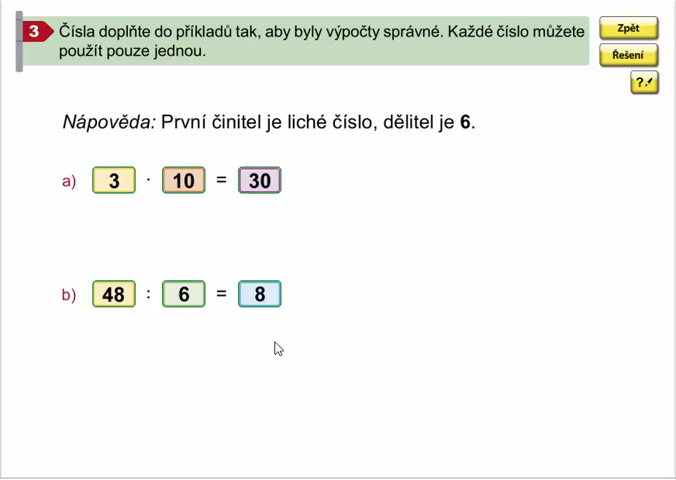 3 Čísla doplňte do příkladů tak, aby byly výpočty správné. Každé číslo můžete
použít pouze jednou.
Zpět
Řešení
?
Nápověda: První činitel je liché číslo, dělitel je 6.
a) 3 · 10 = 30
b) 48 : 6 = 8